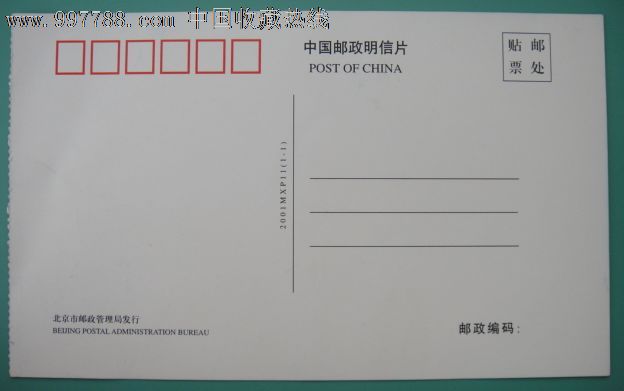 www.997788.com 中国收藏热线
中国邮政明信片
POST OF CHINA
贴 邮
票 处
2001MXP11(1-1)
北京市邮政管理局发行
BEIJING POSTAL ADMINISTRATION BUREAU
邮政编码: